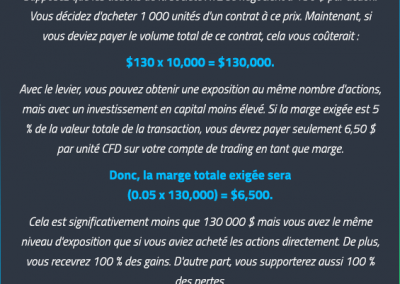 par action.
Vous décidez d'acheter 1 000 unités d'un contrat à ce prix. Maintenant, si
vous deviez payer le volume total de ce contrat, cela vous coûterait :
$130 x 10,000 = $130,000.
Avec le levier, vous pouvez obtenir une exposition au même nombre d'actions,
mais avec un investissement en capital moins élevé. Si la marge exigée est 5
% de la valeur totale de la transaction, vous devrez payer seulement 6,50 $
par unité CFD sur votre compte de trading en tant que marge.
Donc, la marge totale exigée sera
(0.05 x 130,000) = $6,500.
Cela est significativement moins que 130 000 $ mais vous avez le même
niveau d'exposition que si vous aviez acheté les actions directement. De plus,
vous recevrez 100 % des gains. D'autre part, vous supporterez aussi 100 %
des pertes.